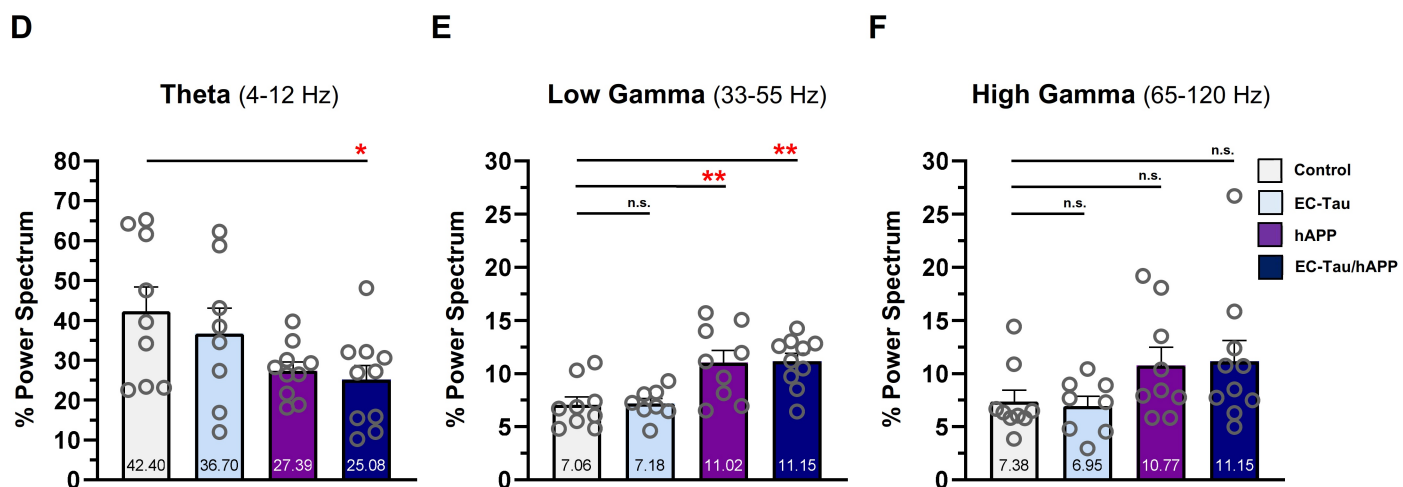 D
E
F
Theta (4-12 Hz)
Low Gamma (33-55 Hz)
High Gamma (65-120 Hz)
% Power Spectrum
80
70
60
50
40
30
20
10
0
*
42.40
36.70
27.39
25.08
% Power Spectrum
30
25
20
15
10
5
0
**
**
n.s.
7.06
7.18
11.02
11.15
% Power Spectrum
30
25
20
15
10
5
0
n.s.
n.s.
n.s.
7.38
6.95
10.77
11.15
Control
EC-Tau
hAPP
EC-Tau/hAPP